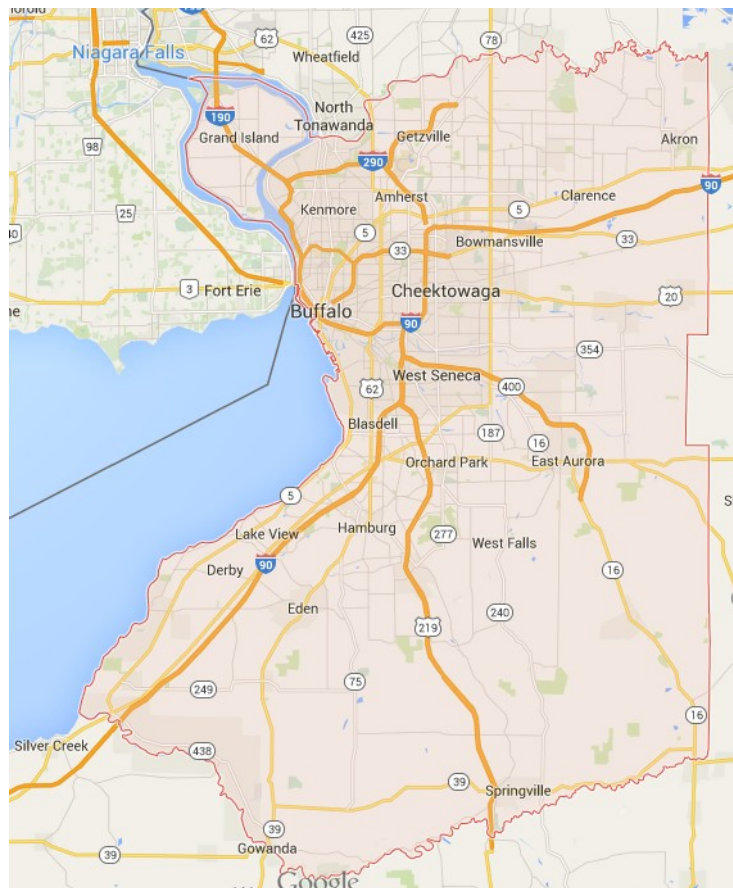 Niagara Falls
62
425
78
Wheatfield
190
North
Tonawanda
Grand Island
Getzville
Akron
98
290
90
Amherst
Clarence
25
Kenmore
5
5
33
Bowmansville
33
3
Fort Erie
Cheektowaga
20
Buffalo
90
354
West Seneca
62
400
Blasdell
187
16
Orchard Park
East Aurora
5
Hamburg
Lake View
277
West Falls
90
Derby
16
Eden
240
219
75
249
16
Silver Creek
438
39
Springville
39
Gowanda
39
Google